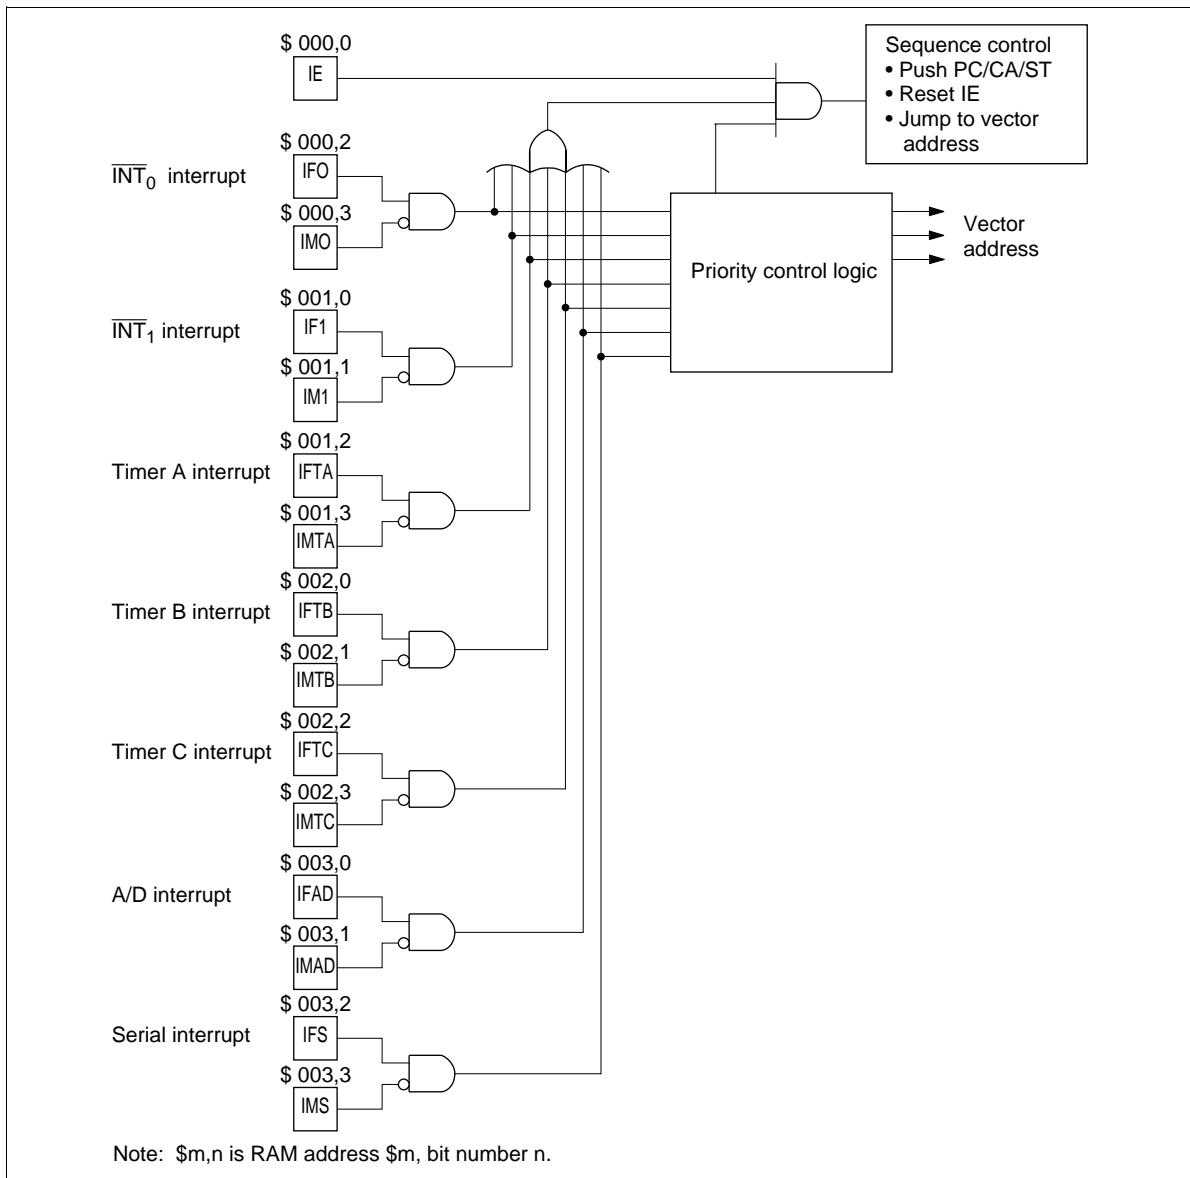 $ 000,0
IE
Sequence control
• Push PC/CA/ST
• Reset IE
• Jump to vector
address
$ 000,2
INT0 interrupt
IFO
$ 000,3
IMO
Priority control logic
Vector
address
$ 001,0
INT1 interrupt
IF1
$ 001,1
IM1
$ 001,2
Timer A interrupt
IFTA
$ 001,3
IMTA
$ 002,0
Timer B interrupt
IFTB
$ 002,1
IMTB
$ 002,2
Timer C interrupt
IFTC
$ 002,3
IMTC
$ 003,0
A/D interrupt
IFAD
$ 003,1
IMAD
$ 003,2
Serial interrupt
IFS
$ 003,3
IMS
Note: $m,n is RAM address $m, bit number n.